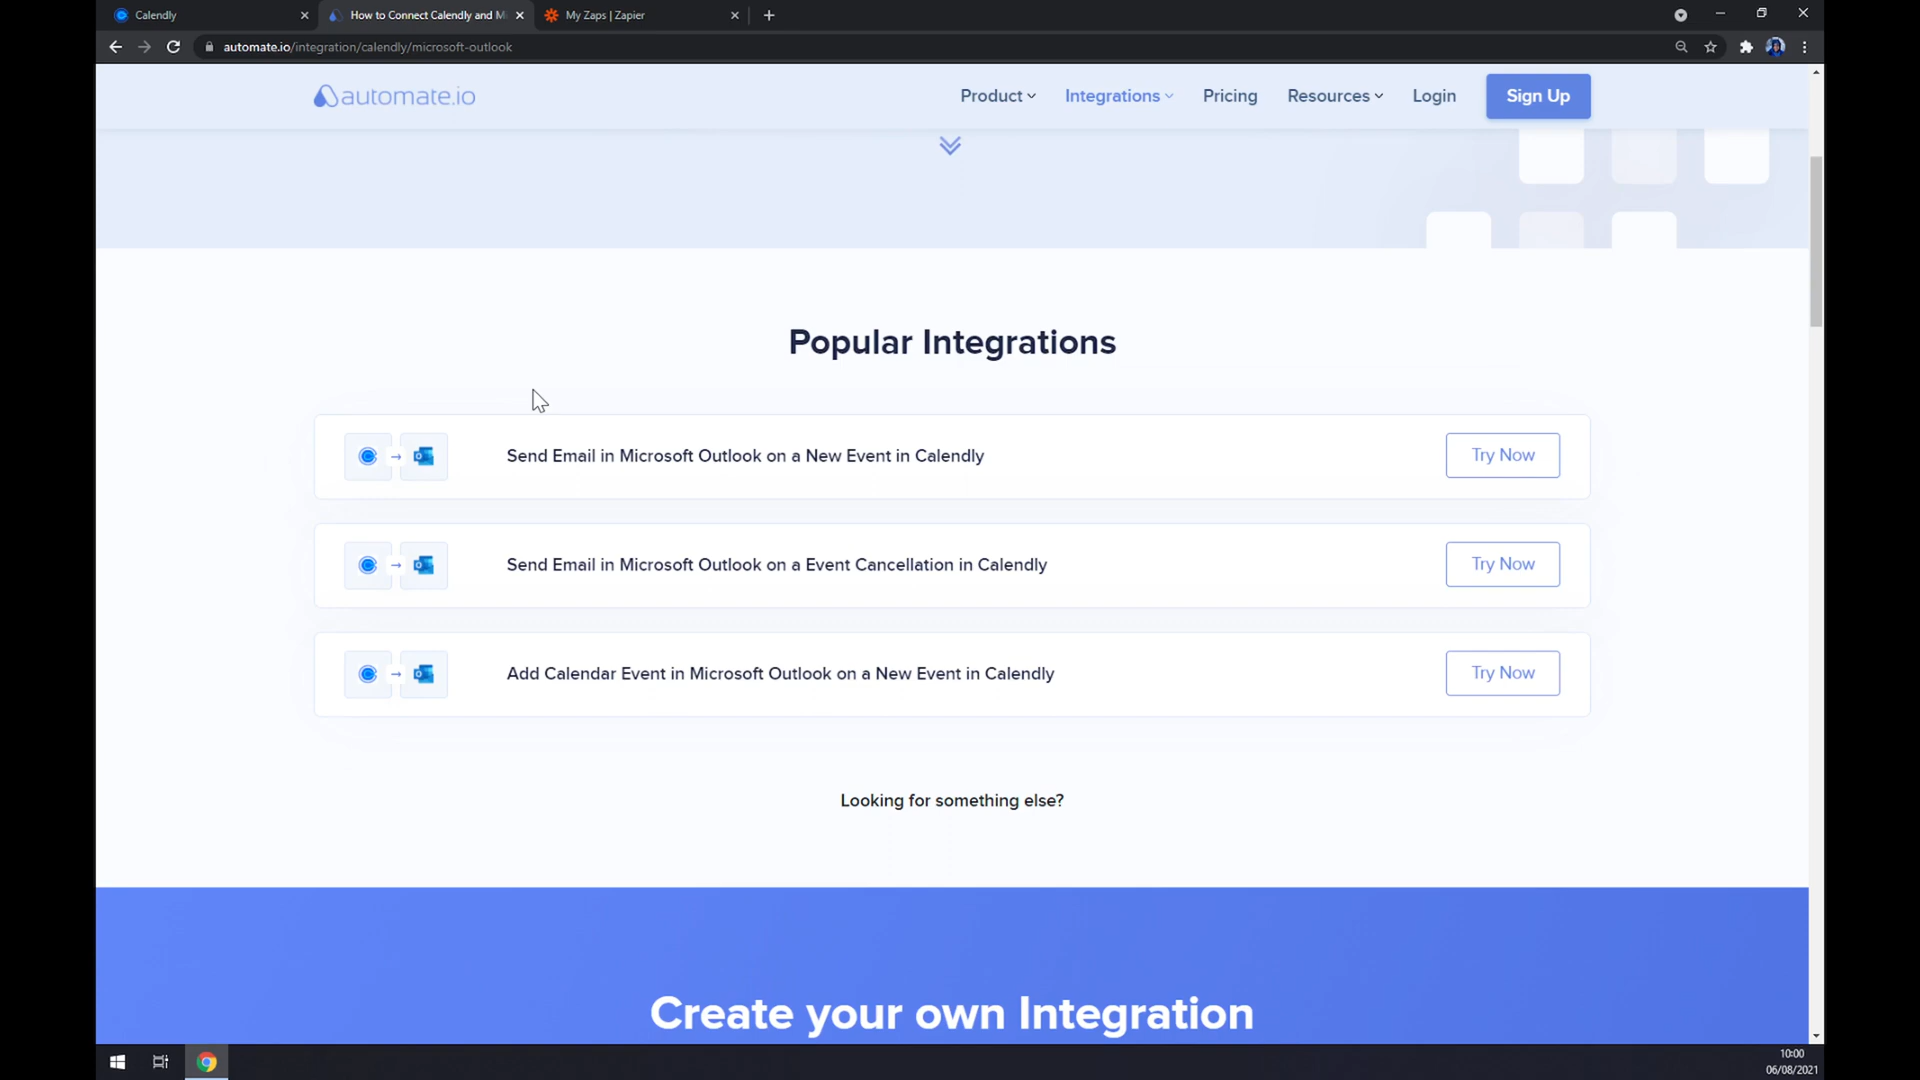 Calendly
How to Connect Calendly and M
My Zaps | Zapier
automate.io/integration/calendly/microsoft-outlook
automate.io
Product
Integrations
Pricing
Resources
Login
Sign Up
Popular Integrations
Send Email in Microsoft Outlook on a New Event in Calendly
Try Now
Send Email in Microsoft Outlook on a Event Cancellation in Calendly
Try Now
Add Calendar Event in Microsoft Outlook on a New Event in Calendly
Try Now
Looking for something else?
Create your own Integration
10:00
06/08/2021